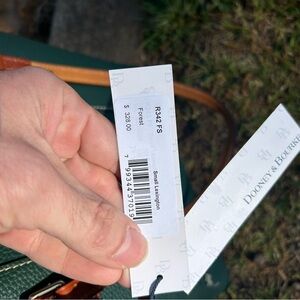 R342 FS
Forest
$ 328.00
Small Lexington
DOONEY & BOURKE